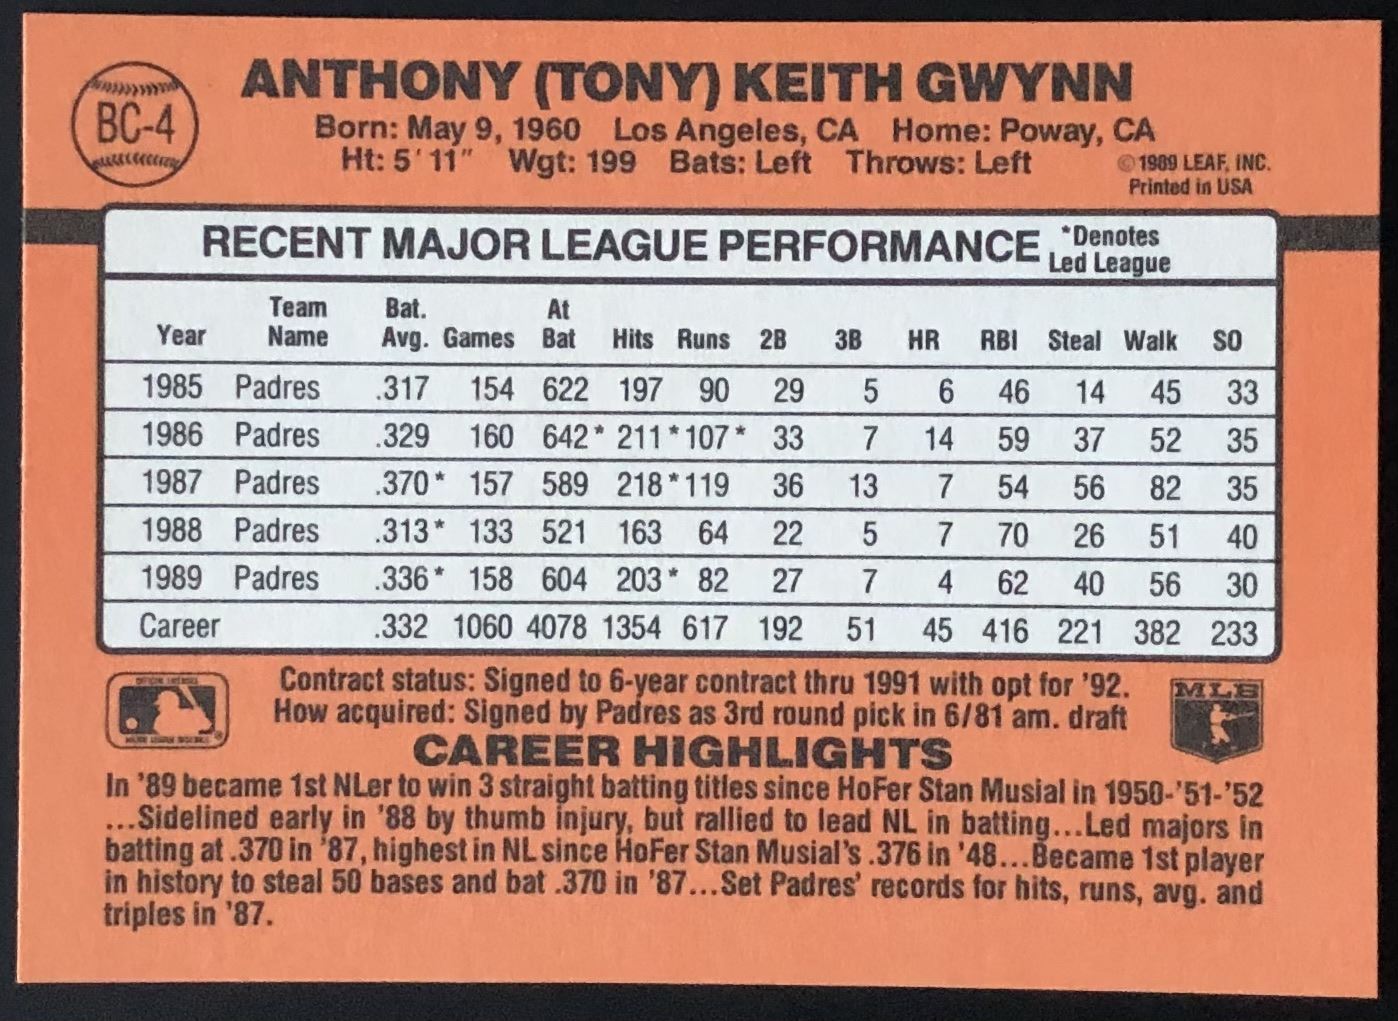 BC-4
ANTHONY (TONY) KEITH GWYNN
Born: May 9, 1960 Los Angeles, CA Home: Poway, CA
Ht: 5' 11" Wgt: 199 Bats: Left Throws: Left
©1989 LEAF, INC.
Printed in USA
RECENT MAJOR LEAGUE PERFORMANCE *Denotes Led League
Year Team Name Bat. Avg. Games At Bat Hits Runs 2B 3B HR RBI Steal Walk SO
1985 Padres .317 154 622 197 90 29 5 6 46 14 45 33
1986 Padres .329 160 642* 211* 107* 33 7 14 59 37 52 35
1987 Padres .370* 157 589 218* 119 36 13 7 54 56 82 35
1988 Padres .313* 133 521 163 64 22 5 7 70 26 51 40
1989 Padres .336* 158 604 203* 82 27 7 4 62 40 56 30
Career .332 1060 4078 1354 617 192 51 45 416 221 382 233
Contract status: Signed to 6-year contract thru 1991 with opt for '92.
How acquired: Signed by Padres as 3rd round pick in 6/81 am. draft
MLB
CAREER HIGHLIGHTS
In '89 became 1st NLer to win 3 straight batting titles since HoFer Stan Musial in 1950-'51-'52
...Sidelined early in '88 by thumb injury, but rallied to lead NL in batting...Led majors in
batting at .370 in '87, highest in NL since HoFer Stan Musial's .376 in '48...Became 1st player
in history to steal 50 bases and bat .370 in '87...Set Padres' records for hits, runs, avg. and
triples in '87.